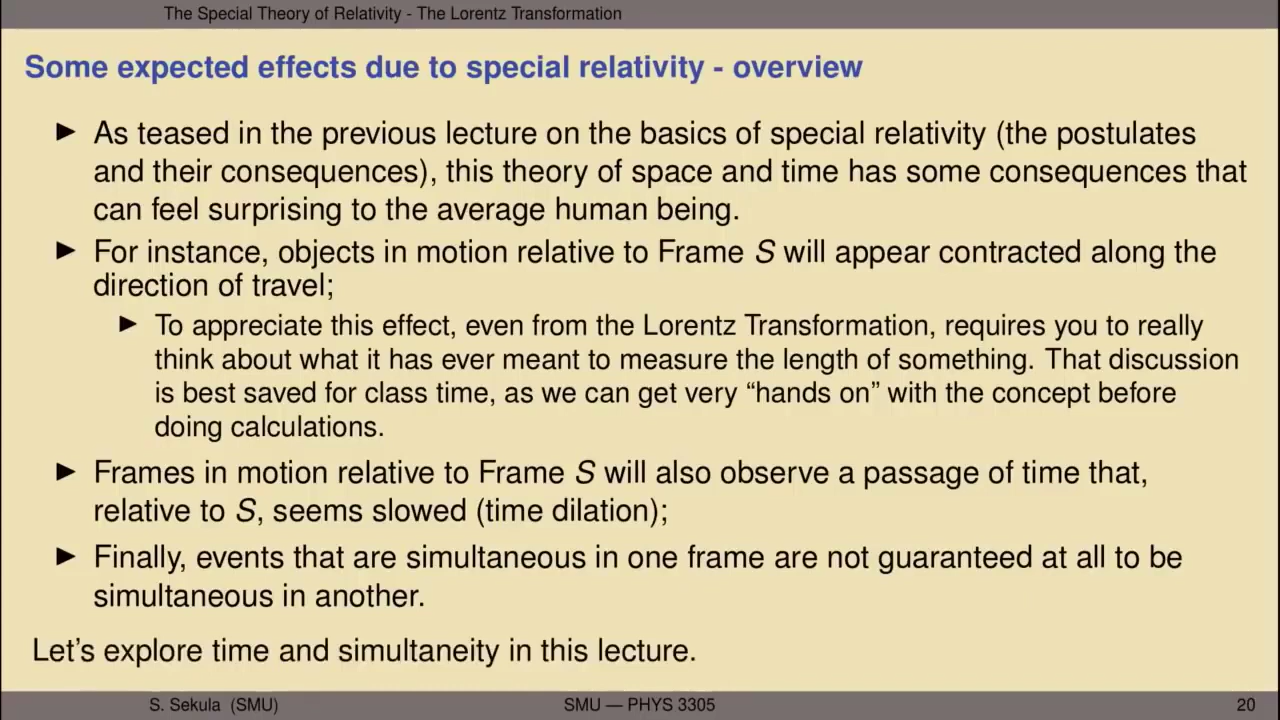 The Special Theory of Relativity - The Lorentz Transformation
Some expected effects due to special relativity - overview
▶ As teased in the previous lecture on the basics of special relativity (the postulates
and their consequences), this theory of space and time has some consequences that
can feel surprising to the average human being.
▶ For instance, objects in motion relative to Frame S will appear contracted along the
direction of travel;
▶ To appreciate this effect, even from the Lorentz Transformation, requires you to really
think about what it has ever meant to measure the length of something. That discussion
is best saved for class time, as we can get very “hands on” with the concept before
doing calculations.
▶ Frames in motion relative to Frame S will also observe a passage of time that,
relative to S, seems slowed (time dilation);
▶ Finally, events that are simultaneous in one frame are not guaranteed at all to be
simultaneous in another.
Let’s explore time and simultaneity in this lecture.
S. Sekula (SMU) SMU — PHYS 3305 20